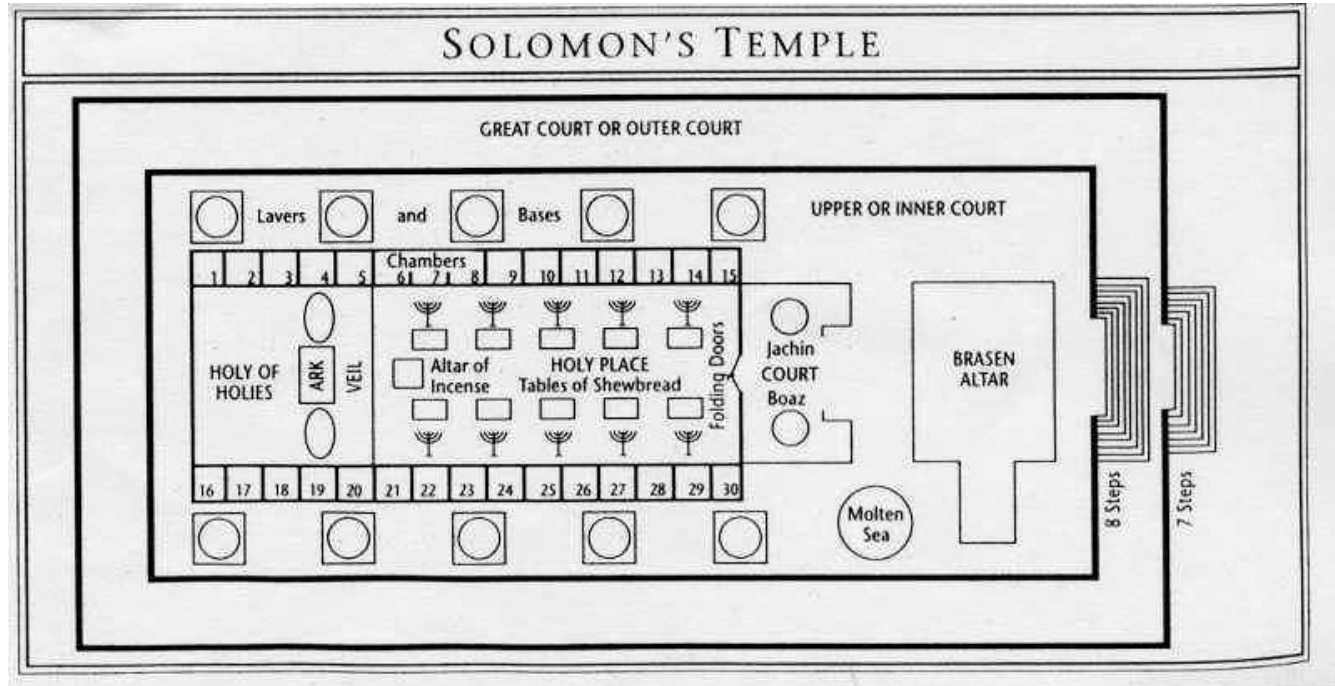 SOLOMON'S TEMPLE
GREAT COURT OR OUTER COURT
Lavers and Bases
UPPER OR INNER COURT
Chambers
1 2 3 4 5 6 7 8 9 10 11 12 13 14 15
HOLY OF
HOLIES
ARK
VEIL
Altar of
Incense
HOLY PLACE
Tables of Shewbread
Folding Doors
Jachin
COURT
Boaz
BRASEN
ALTAR
16 17 18 19 20 21 22 23 24 25 26 27 28 29 30
Molten
Sea
8 Steps
7 Steps